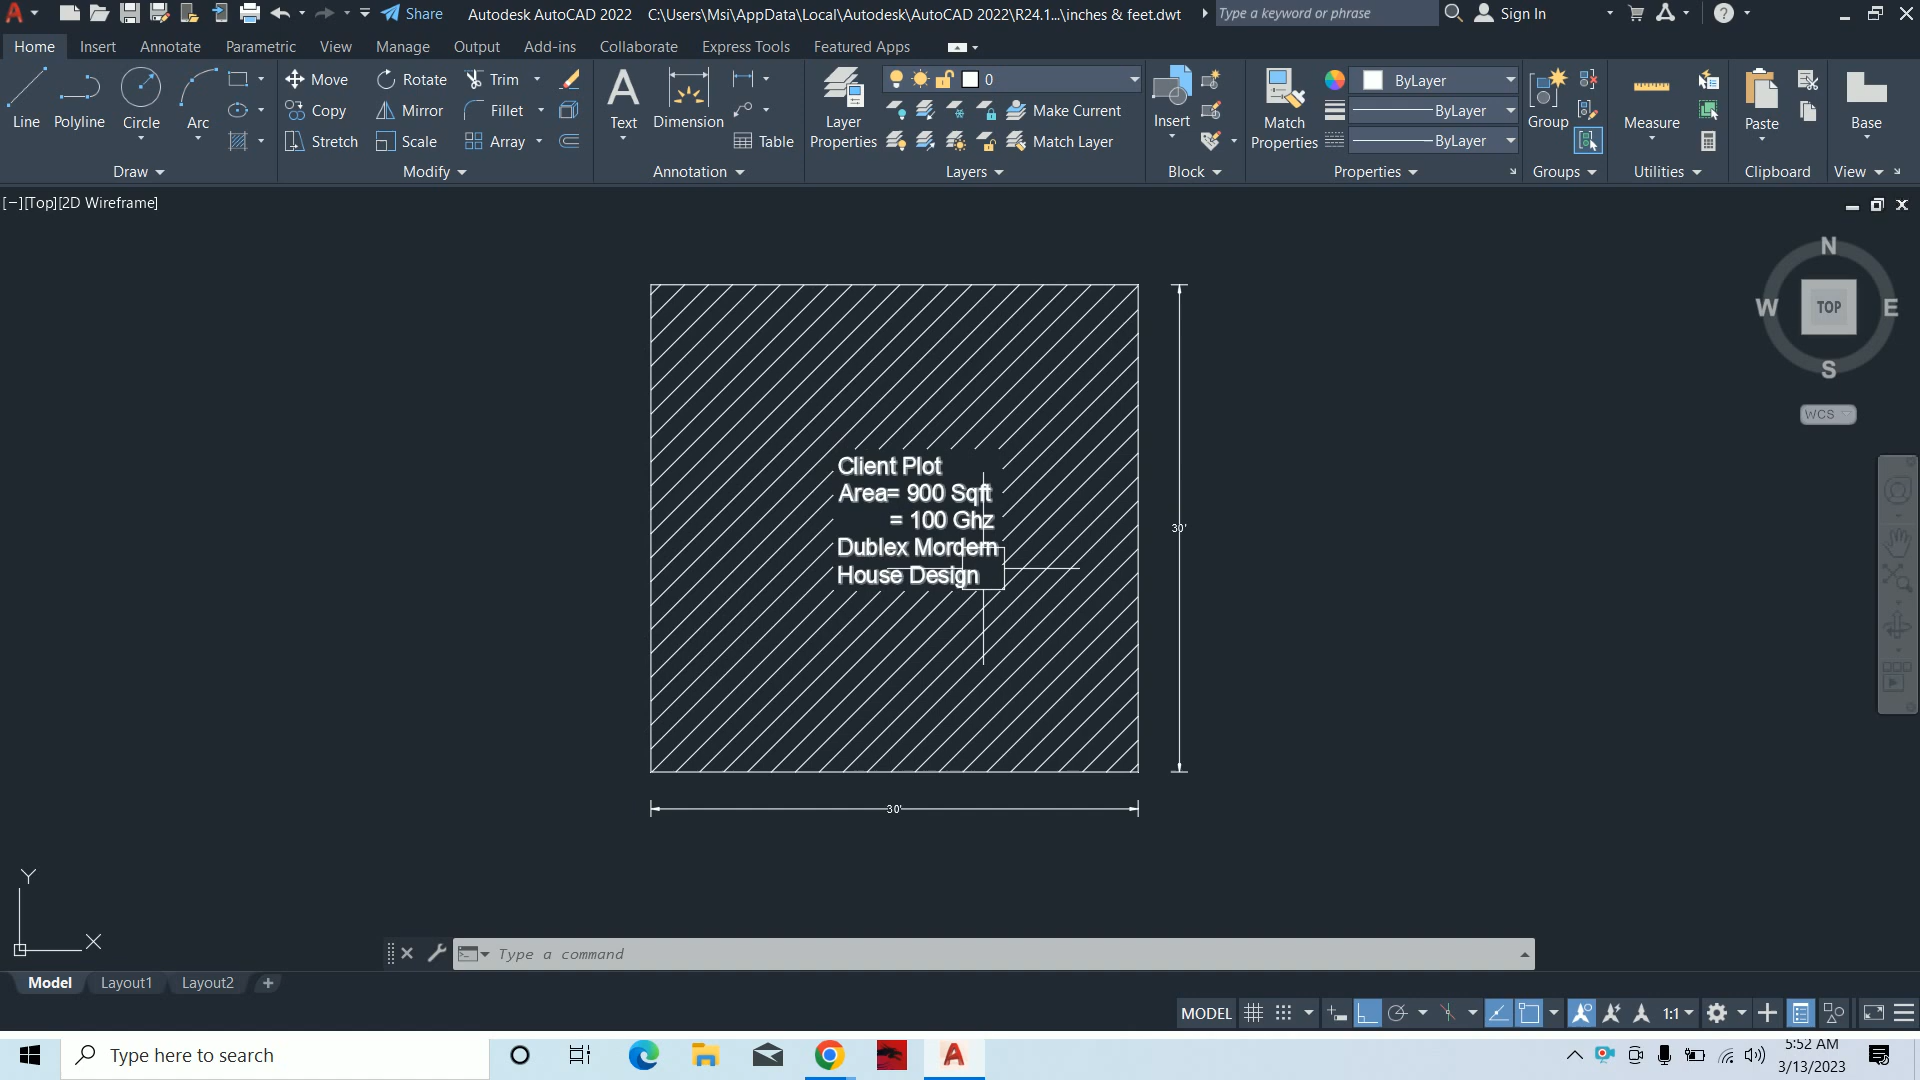 Share
Autodesk AutoCAD 2022 C:\Users\Msi\AppData\Local\Autodesk\AutoCAD 2022\R24.1...\inches & feet.dwt
Type a keyword or phrase
Sign In
Home Insert Annotate Parametric View Manage Output Add-ins Collaborate Express Tools Featured Apps
Line
Polyline
Circle
Arc
Draw
Move
Rotate
Trim
Copy
Mirror
Fillet
Stretch
Scale
Array
Modify
Text
Dimension
Table
Annotation
Layer
Properties
0
Make Current
Match Layer
Layers
Insert
Block
Match
Properties
ByLayer
ByLayer
ByLayer
Properties
Group
Groups
Measure
Utilities
Paste
Clipboard
Base
View
[−][Top][2D Wireframe]
N
W
TOP
E
S
WCS
Client Plot
Area= 900 Sqft
= 100 Ghz
Dublex Mordern
House Design
30'
30'
Y
X
Type a command
Model Layout1 Layout2
MODEL
1:1
Type here to search
5:52 AM
3/13/2023